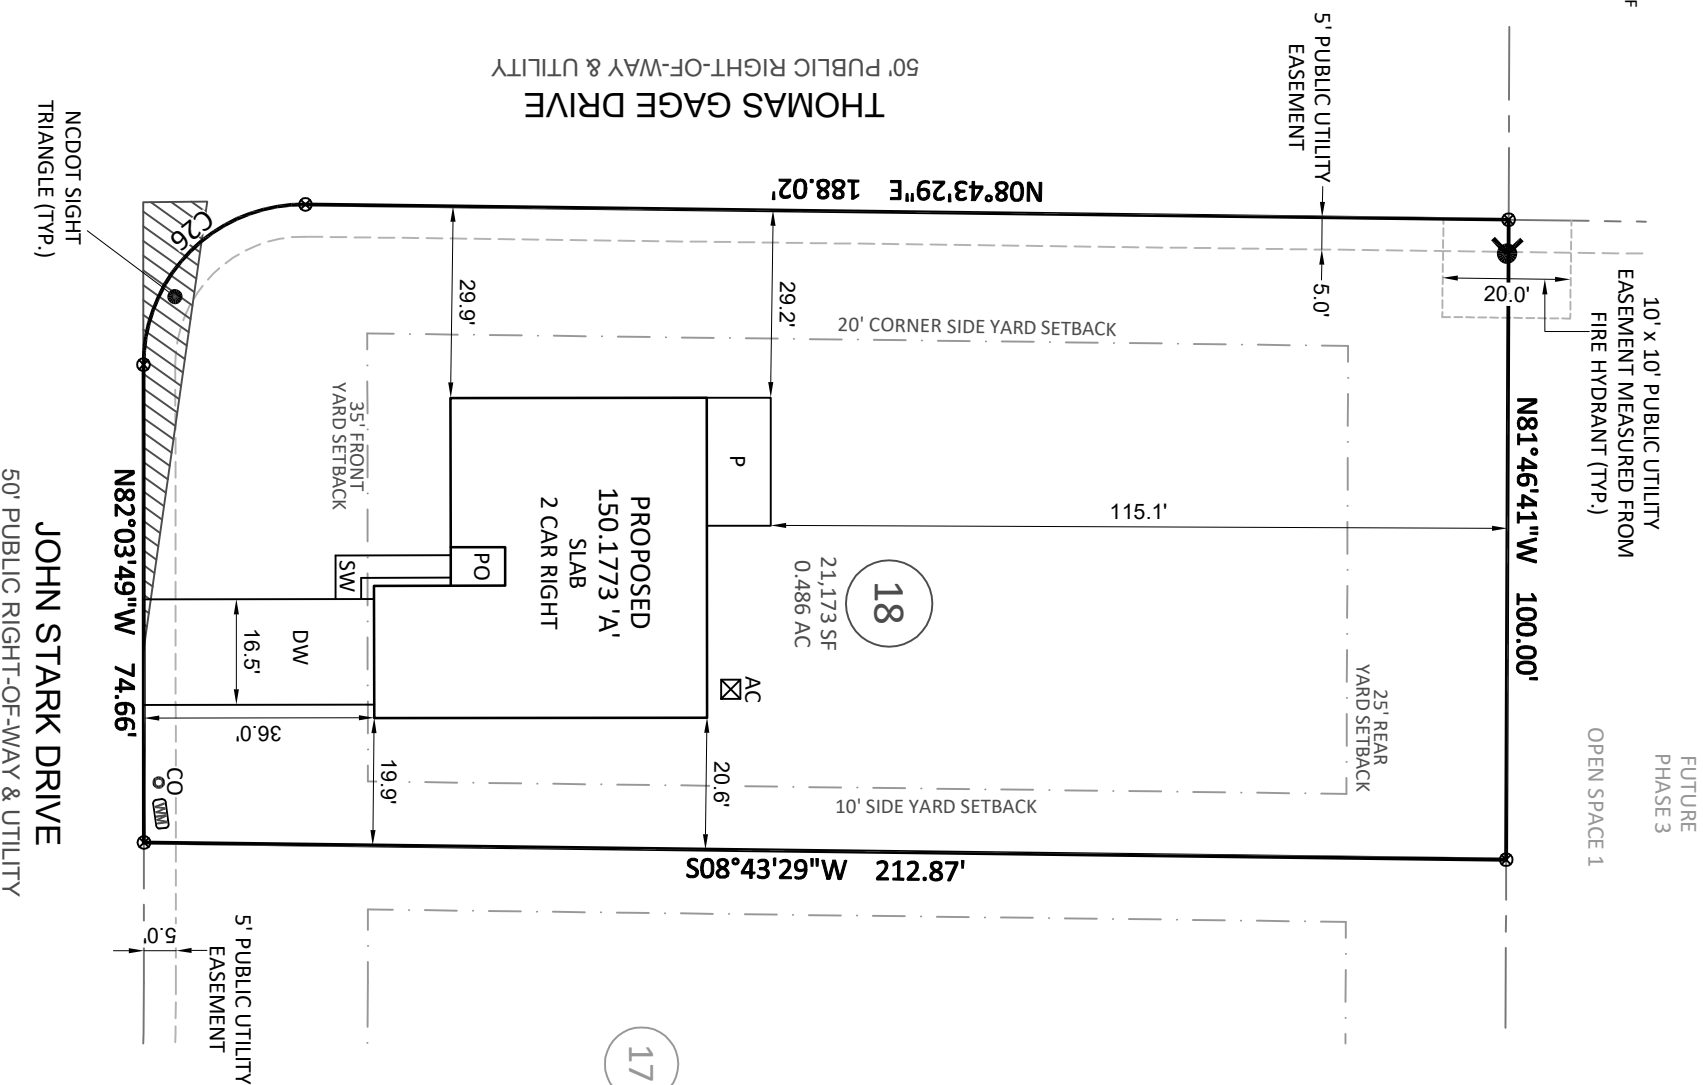 F
10' x 10' PUBLIC UTILITY
EASEMENT MEASURED FROM
FIRE HYDRANT (TYP.)
FUTURE
PHASE 3
OPEN SPACE 1
N81°46'41"W 100.00'
20.0'
5' PUBLIC UTILITY
EASEMENT
5.0'
THOMAS GAGE DRIVE
50' PUBLIC RIGHT-OF-WAY & UTILITY
N08°43'29"E 188.02'
20' CORNER SIDE YARD SETBACK
25' REAR
YARD SETBACK
115.1'
18
21,173 SF
0.486 AC
29.2'
29.9'
P
AC
PROPOSED
150.1773 'A'
SLAB
2 CAR RIGHT
PO
SW
DW
16.5'
36.0'
20.6'
19.9'
10' SIDE YARD SETBACK
S08°43'29"W 212.87'
35' FRONT
YARD SETBACK
C26
NCDOT SIGHT
TRIANGLE (TYP.)
CO
WM
N82°03'49"W 74.66'
JOHN STARK DRIVE
50' PUBLIC RIGHT-OF-WAY & UTILITY
5' PUBLIC UTILITY
EASEMENT
5.0'
17